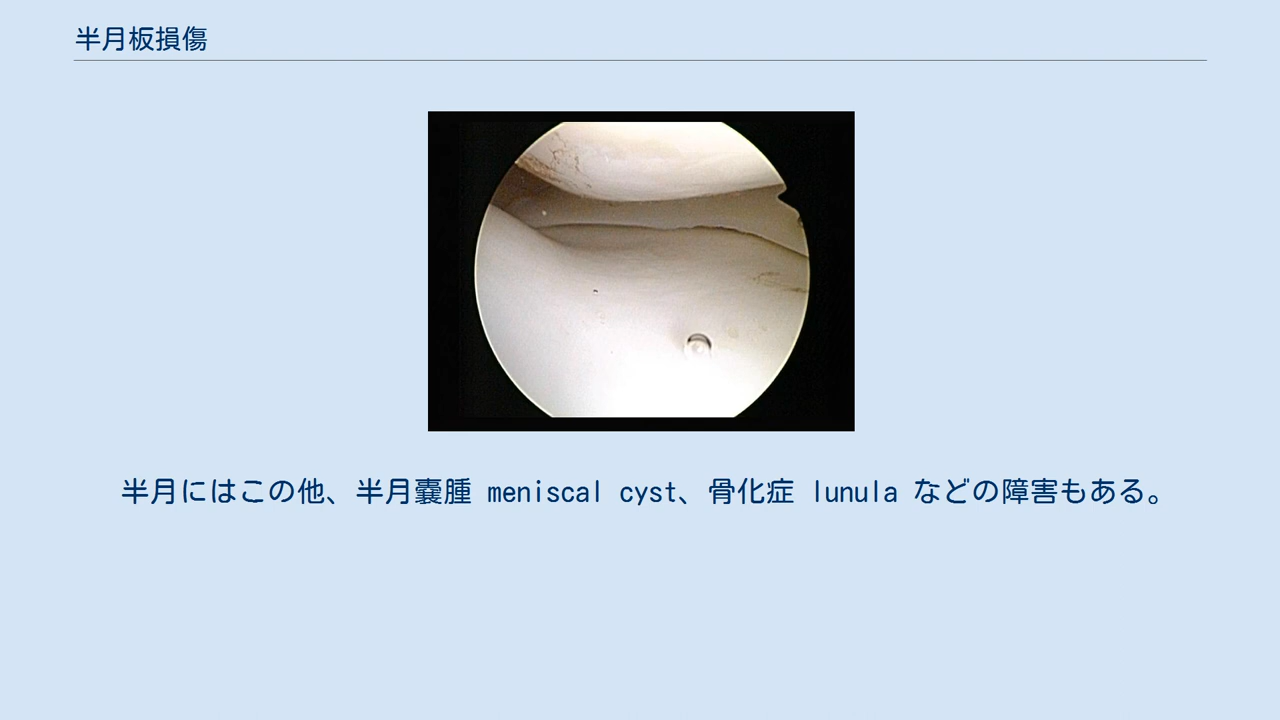 半月板損傷
半月にはこの他、半月嚢腫 meniscal cyst、骨化症 lunula などの障害もある。